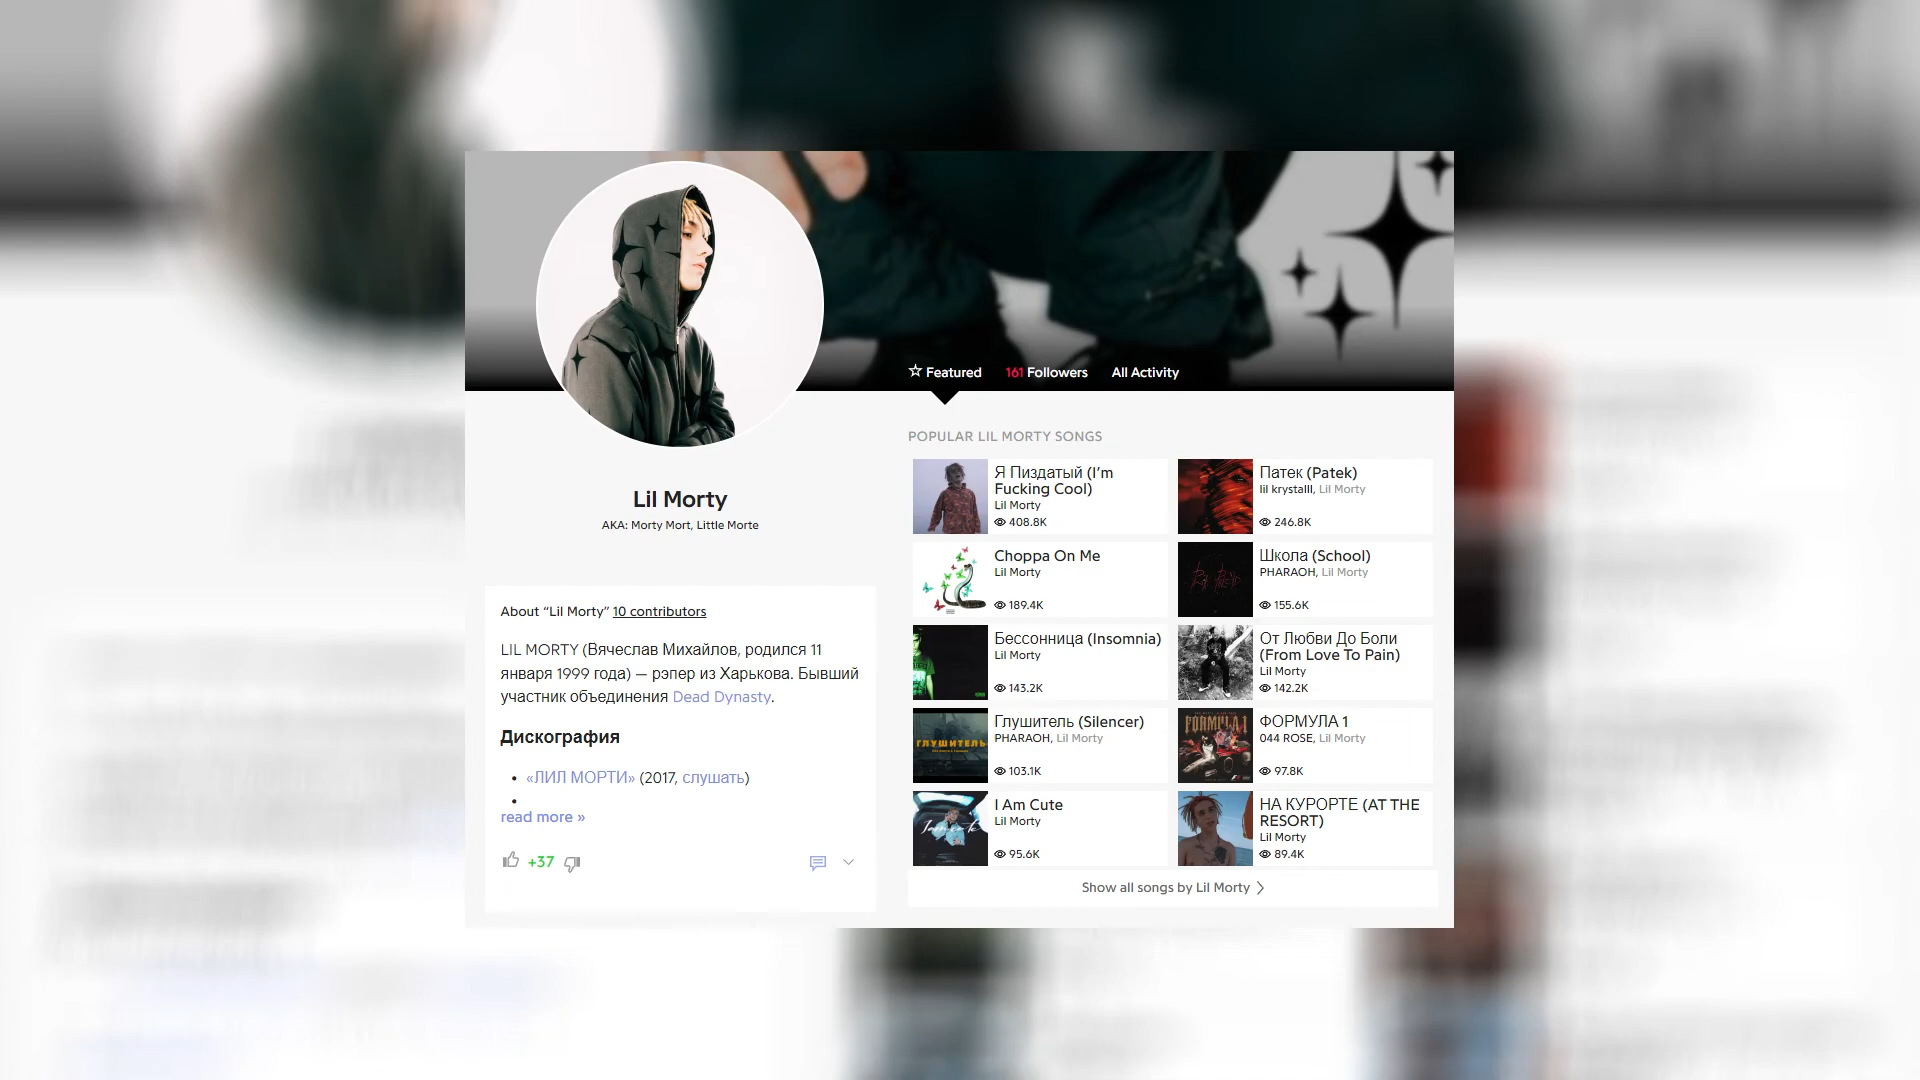 Featured
161 Followers
All Activity
Lil Morty
AKA: Morty Mort, Little Morte
About “Lil Morty” 10 contributors
LIL MORTY (Вячеслав Михайлов, родился 11
января 1999 года) — рэпер из Харькова. Бывший
участник объединения Dead Dynasty.
Дискография
• «ЛИЛ МОРТИ» (2017, слушать)
•
read more »
+37
POPULAR LIL MORTY SONGS
Я Пиздатый (I’m
Fucking Cool)
Lil Morty
408.8K
Патек (Patek)
lil krystalll, Lil Morty
246.8K
Choppa On Me
Lil Morty
189.4K
Школа (School)
PHARAOH, Lil Morty
155.6K
Бессонница (Insomnia)
Lil Morty
143.2K
От Любви До Боли
(From Love To Pain)
Lil Morty
142.2K
ГЛУШИТЕЛЬ
Глушитель (Silencer)
PHARAOH, Lil Morty
103.1K
FORMULA 1
ФОРМУЛА 1
044 ROSE, Lil Morty
97.8K
I am cute
I Am Cute
Lil Morty
95.6K
НА КУРОРТЕ (AT THE
RESORT)
Lil Morty
89.4K
Show all songs by Lil Morty